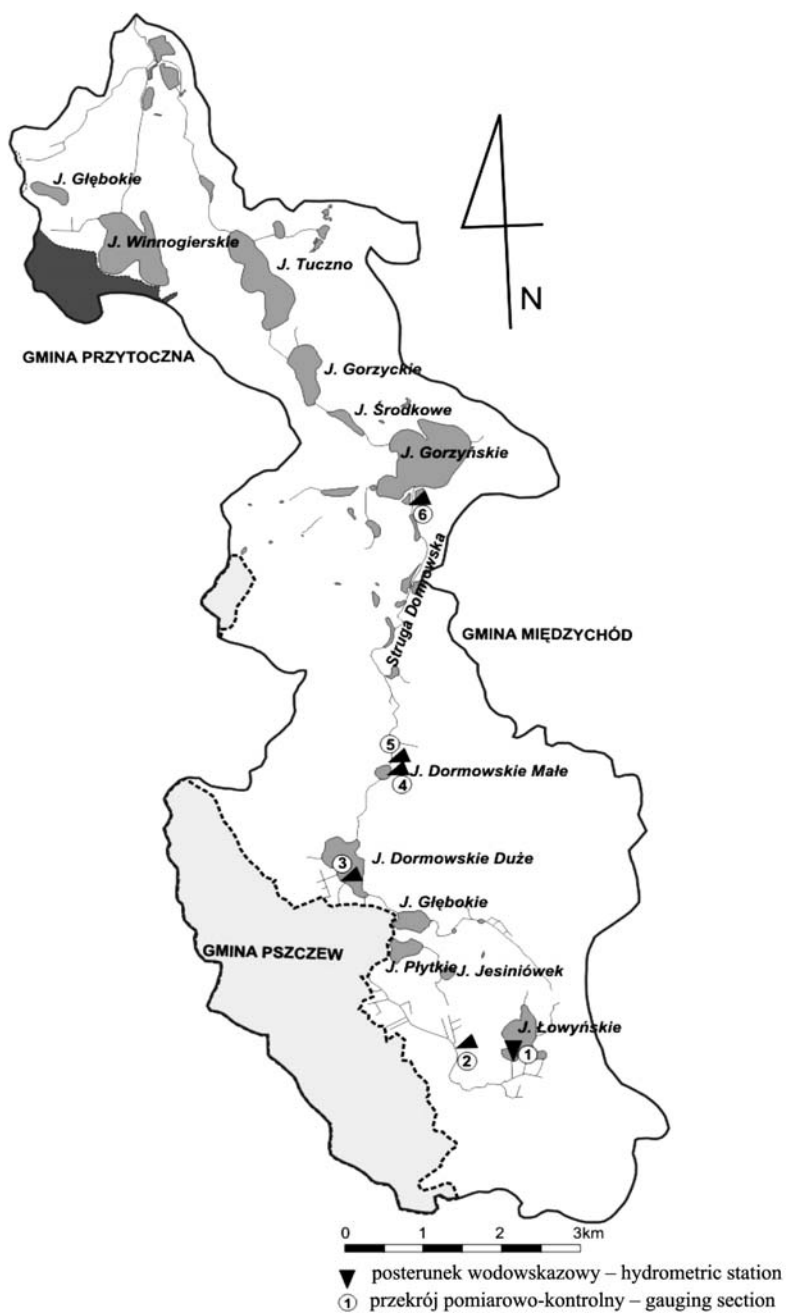 J. Głębokie
J. Winnogierskie
J. Tuczno
N
GMINA PRZYTOCZNA
J. Gorzyckie
J. Środkowe
J. Gorzyńskie
6
Struga Dormowska
GMINA MIĘDZYCHÓD
5
J. Dormowskie Małe
4
3
J. Dormowskie Duże
J. Głębokie
GMINA PSZCZEW
J. Płytkie
J. Jesiniówek
J. Łowyńskie
2
1
0 1 2 3km
posterunek wodowskazowy – hydrometric station
1 przekrój pomiarowo-kontrolny – gauging section